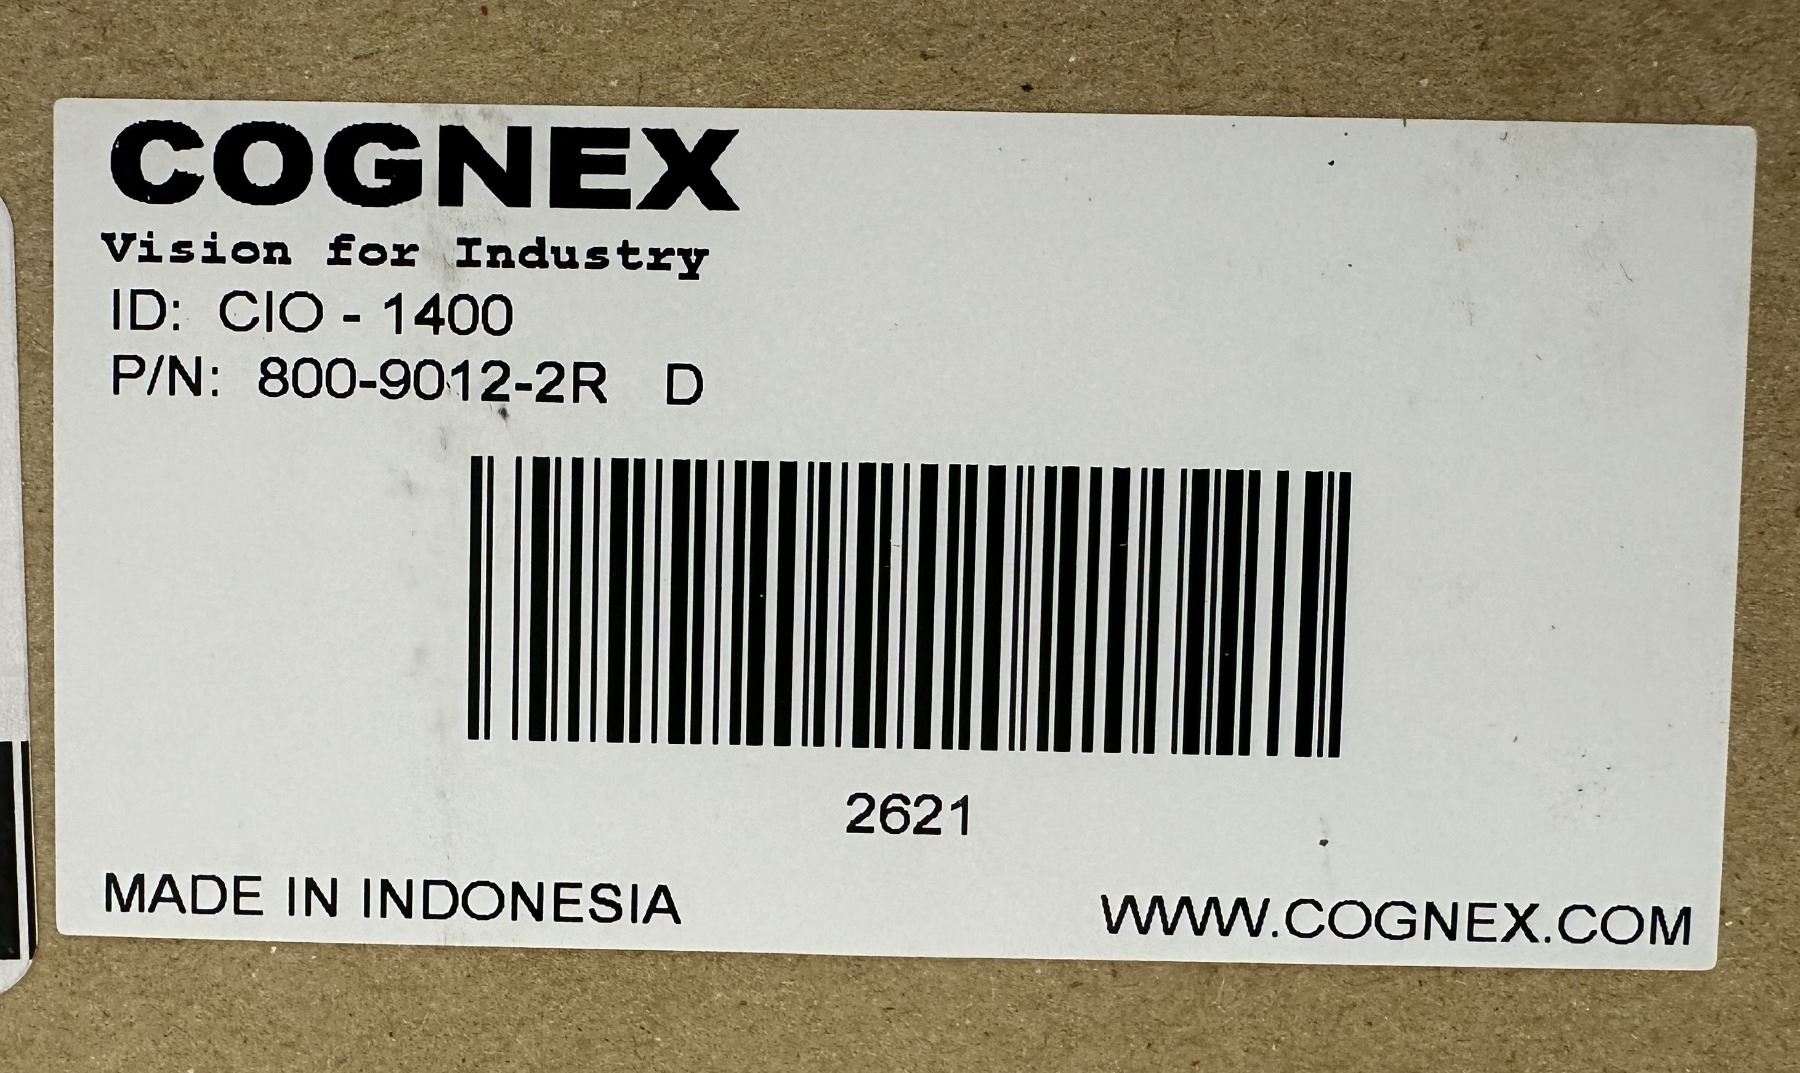 COGNEX
Vision for Industry
ID: CIO - 1400
P/N: 800-9012-2R D
2621
MADE IN INDONESIA
WWW.COGNEX.COM